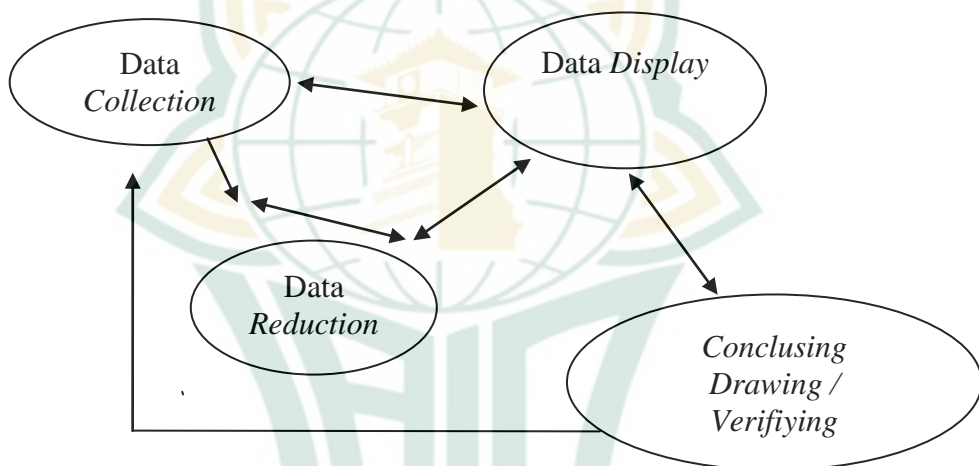 Data
Collection
Data Display
Data
Reduction
Conclusing
Drawing /
Verifiying